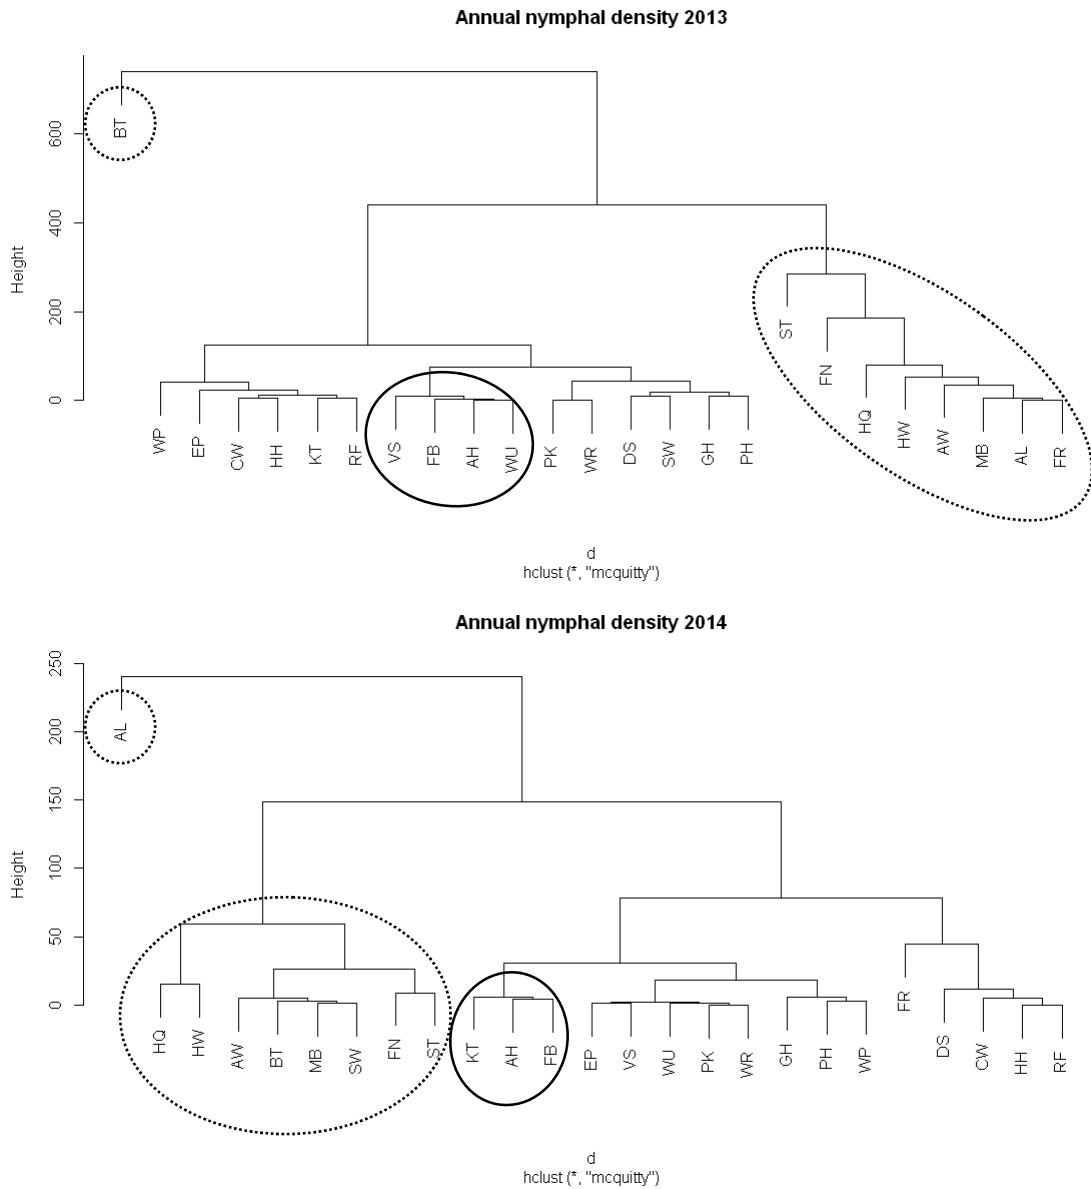 Annual nymphal density 2013
Height
600
400
200
0
BT
ST
FN
HQ
HW
AW
MB
AL
FR
WP
EP
CW
HH
KT
RF
VS
FB
AH
WU
PK
WR
DS
SW
GH
PH
d
hclust (*, "mcquitty")
Annual nymphal density 2014
Height
250
200
150
100
50
0
AL
HQ
HW
AW
BT
MB
SW
FN
ST
KT
AH
FB
EP
VS
WU
PK
WR
GH
PH
WP
FR
DS
CW
HH
RF
d
hclust (*, "mcquitty")